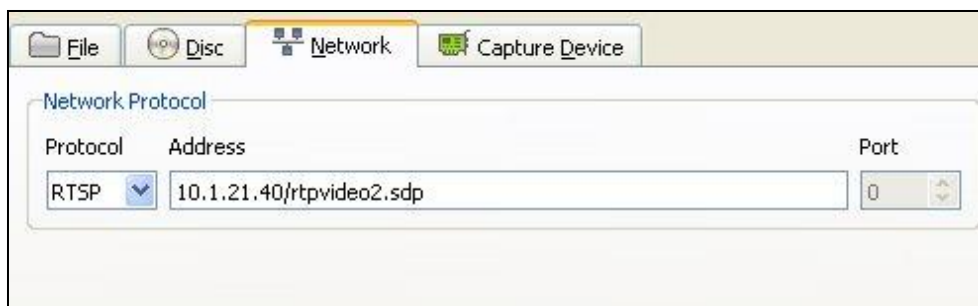 File Disc Network Capture Device
Network Protocol
Protocol Address Port
RTSP 10.1.21.40/rtpvideo2.sdp 0